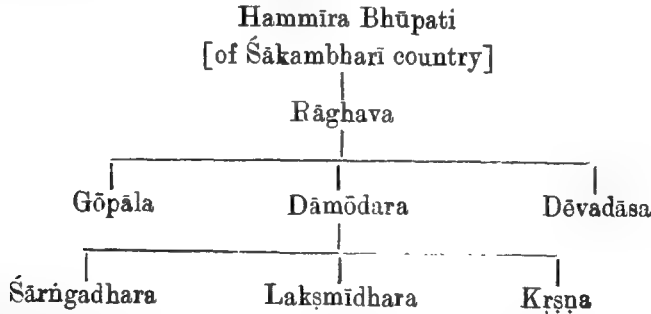 Hammīra Bhūpati
[of Śākambharī country]
Rāghava
Gōpāla Dāmōdara Dēvadāsa
Śārṅgadhara Lakṣmīdhara Kṛṣṇa